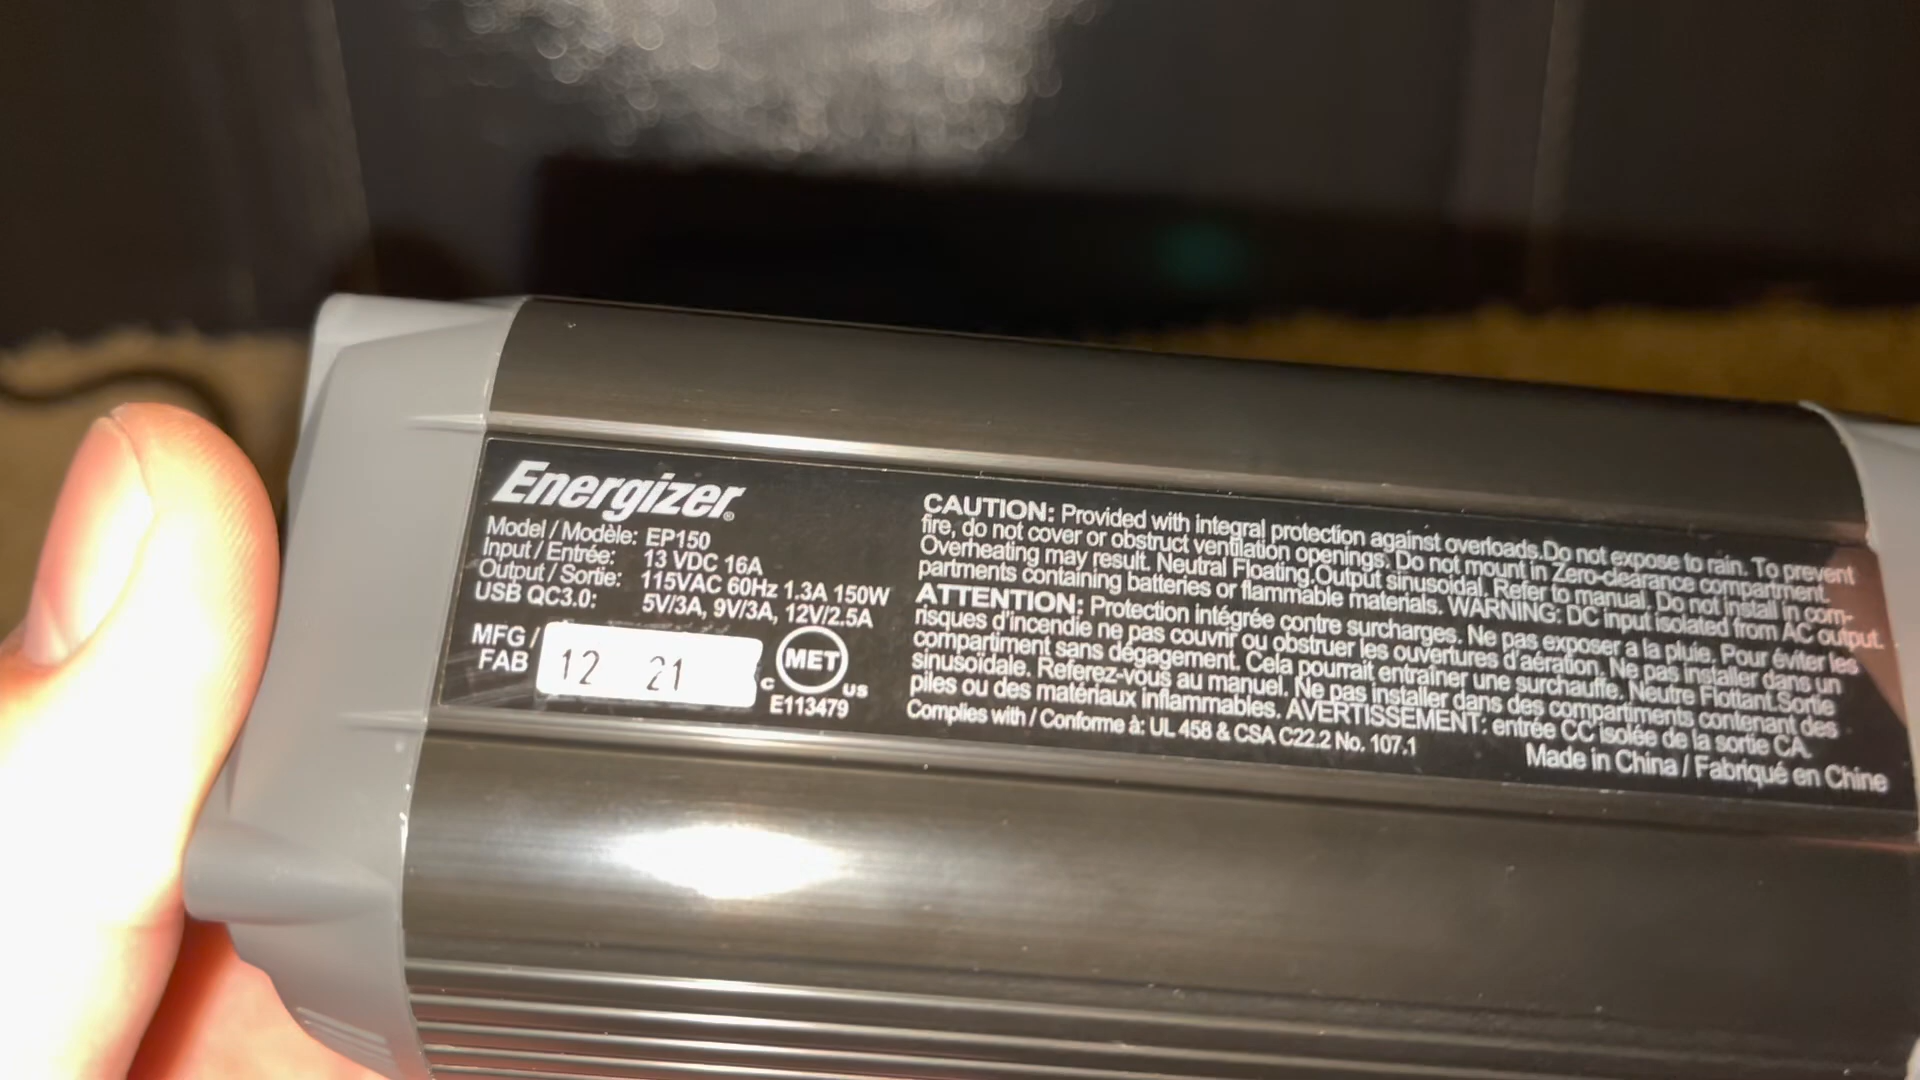 Energizer®
Model / Modèle: EP150
Input / Entrée: 13 VDC 16A
Output / Sortie: 115VAC 60Hz 1.3A 150W
USB QC3.0: 5V/3A, 9V/3A, 12V/2.5A
MFG / FAB 12 21
C MET US
E113479
CAUTION: Provided with integral protection against overloads.Do not expose to rain. To prevent
fire, do not cover or obstruct ventilation openings. Do not mount in Zero-clearance compartment.
Overheating may result. Neutral Floating.Output sinusoidal. Refer to manual. Do not install in com-
partments containing batteries or flammable materials. WARNING: DC input isolated from AC output.
ATTENTION: Protection intégrée contre surcharges. Ne pas exposer a la pluie. Pour éviter les
risques d'incendie ne pas couvrir ou obstruer les ouvertures d'aération, Ne pas installer dans un
compartiment sans dégagement. Cela pourrait entraîner une surchauffe. Neutre Flottant.Sortie
sinusoïdale. Referez-vous au manuel. Ne pas installer dans des compartiments contenant des
piles ou des matériaux inflammables. AVERTISSEMENT: entrée CC isolée de la sortie CA.
Complies with / Conforme à: UL 458 & CSA C22.2 No. 107.1
Made in China / Fabriqué en Chine